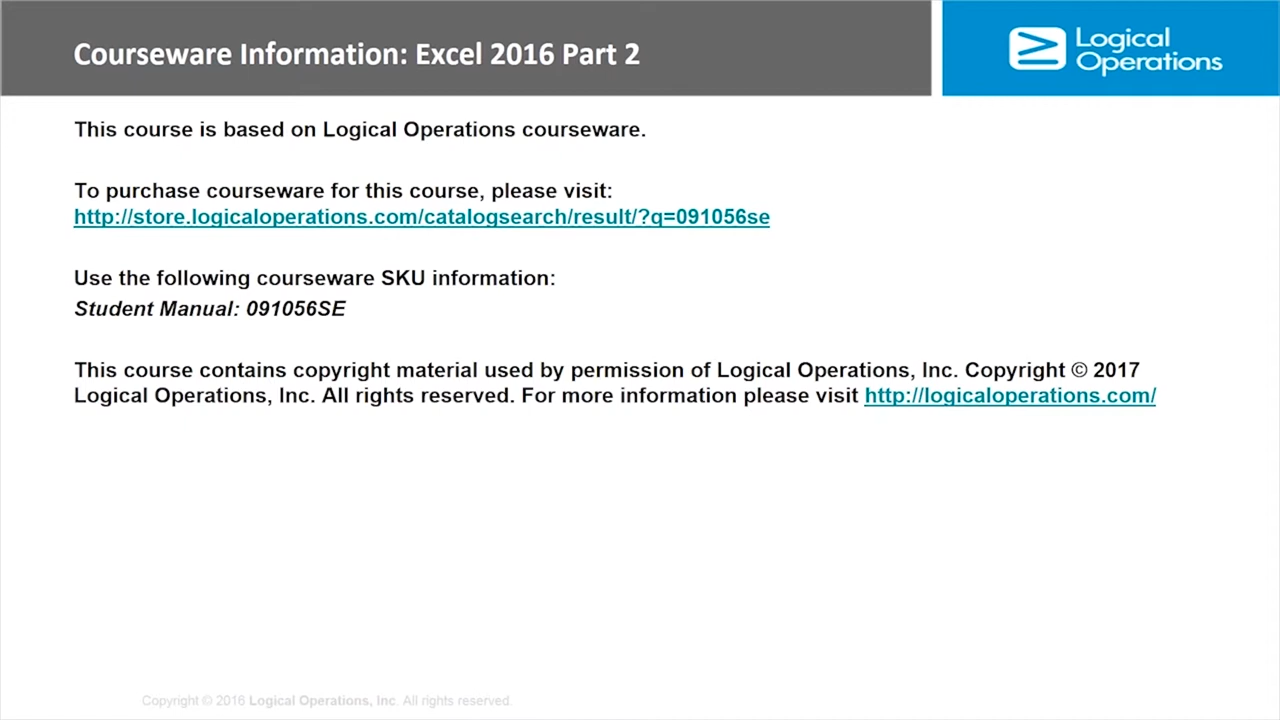 Courseware Information: Excel 2016 Part 2
Logical
Operations
This course is based on Logical Operations courseware.
To purchase courseware for this course, please visit:
http://store.logicaloperations.com/catalogsearch/result/?q=091056se
Use the following courseware SKU information:
Student Manual: 091056SE
This course contains copyright material used by permission of Logical Operations, Inc. Copyright © 2017
Logical Operations, Inc. All rights reserved. For more information please visit http://logicaloperations.com/
Copyright © 2016 Logical Operations, Inc. All rights reserved.